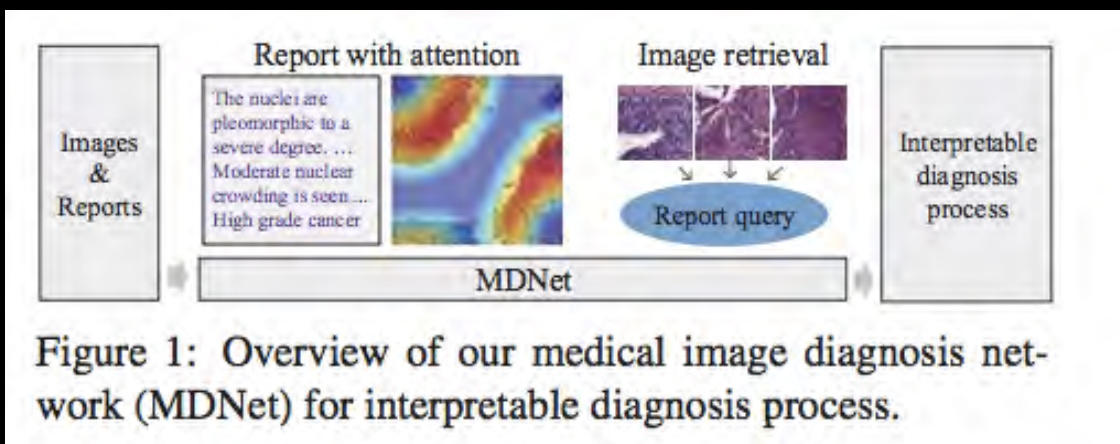 Images
&
Reports
Report with attention
The nuclei are
pleomorphic to a
severe degree. ...
Moderate nuclear
crowding is seen ...
High grade cancer
Image retrieval
Report query
MDNet
Interpretable
diagnosis
process
Figure 1: Overview of our medical image diagnosis net-
work (MDNet) for interpretable diagnosis process.